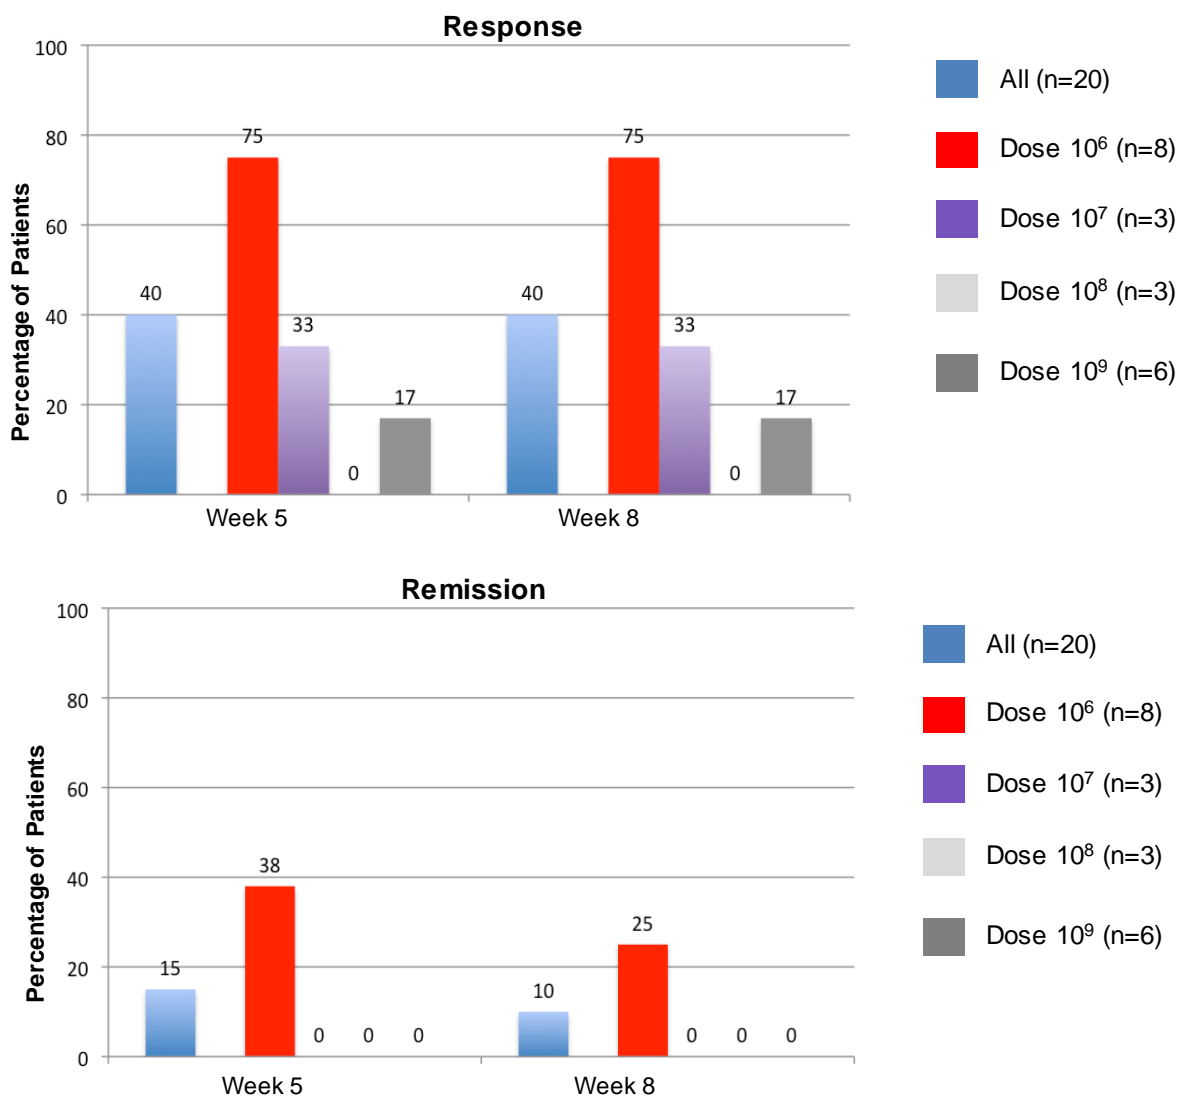 Response
Percentage of Patients
100
80
60
40
20
0
40
75
33
0
17
40
75
33
0
17
Week 5
Week 8
All (n=20)
Dose 10⁶ (n=8)
Dose 10⁷ (n=3)
Dose 10⁸ (n=3)
Dose 10⁹ (n=6)
Remission
Percentage of Patients
100
80
60
40
20
0
15
38
0
0
0
10
25
0
0
0
Week 5
Week 8
All (n=20)
Dose 10⁶ (n=8)
Dose 10⁷ (n=3)
Dose 10⁸ (n=3)
Dose 10⁹ (n=6)